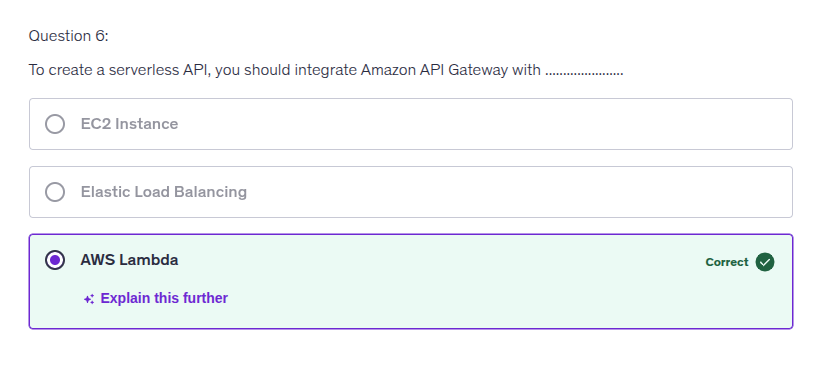 Question 6:
To create a serverless API, you should integrate Amazon API Gateway with ......................
EC2 Instance
Elastic Load Balancing
AWS Lambda
Correct
Explain this further